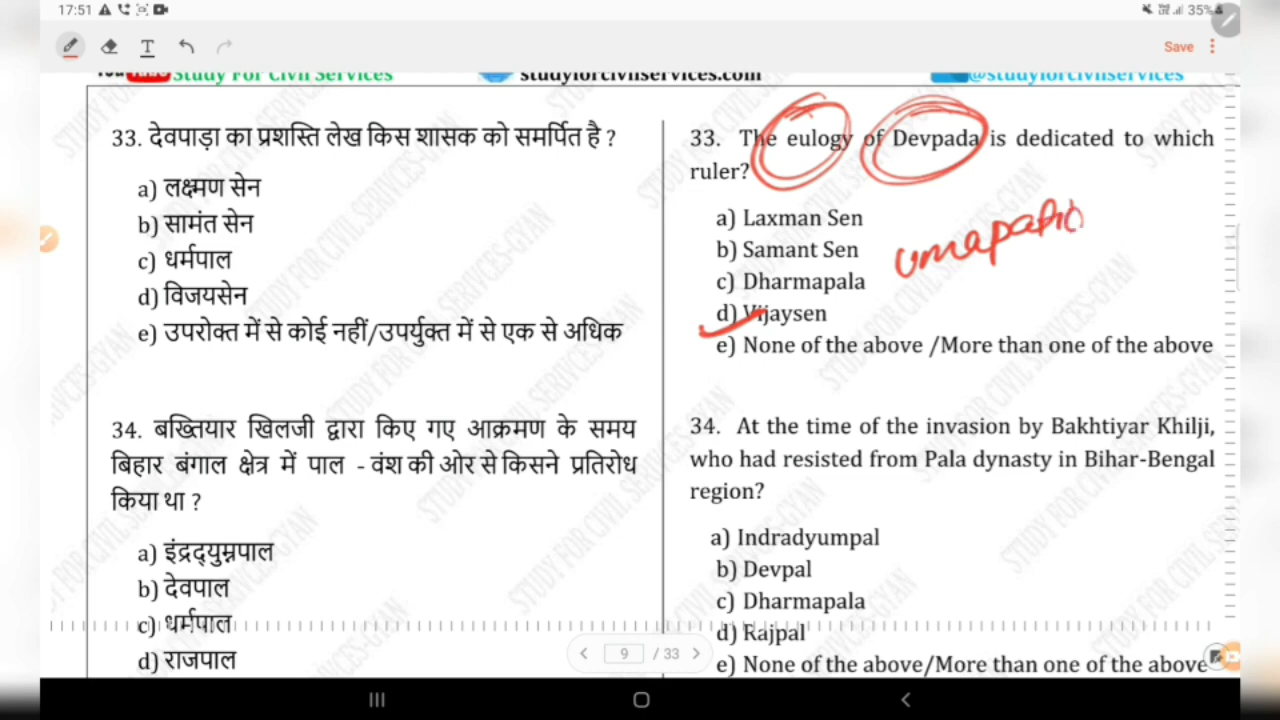 17:51
35%
Save
Study For Civil Services
studyforcivilservices.com
@studyforcivilservices
33. देवपाड़ा का प्रशस्ति लेख किस शासक को समर्पित है ?
a) लक्ष्मण सेन
b) सामंत सेन
c) धर्मपाल
d) विजयसेन
e) उपरोक्त में से कोई नहीं/उपर्युक्त में से एक से अधिक
34. बख्तियार खिलजी द्वारा किए गए आक्रमण के समय
बिहार बंगाल क्षेत्र में पाल - वंश की ओर से किसने प्रतिरोध
किया था ?
a) इंद्रद्युम्नपाल
b) देवपाल
c) धर्मपाल
d) राजपाल
33. The eulogy of Devpada is dedicated to which
ruler?
a) Laxman Sen
b) Samant Sen
umapati
c) Dharmapala
d) Vijaysen
e) None of the above /More than one of the above
34. At the time of the invasion by Bakhtiyar Khilji,
who had resisted from Pala dynasty in Bihar-Bengal
region?
a) Indradyumpal
b) Devpal
c) Dharmapala
d) Rajpal
e) None of the above/More than one of the above
9 / 33
STUDY FOR CIVIL SERIVCES-GYAN